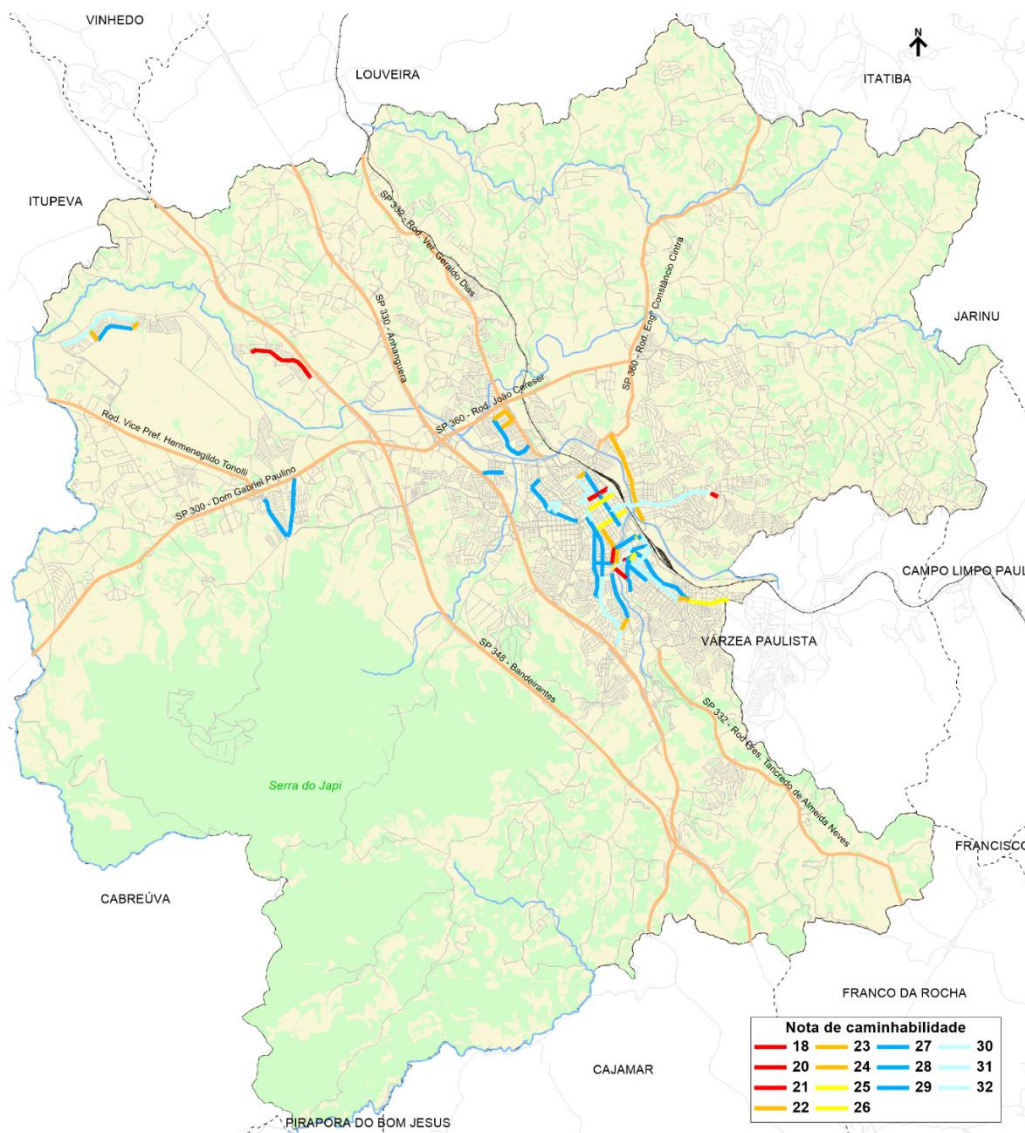 VINHEDO
N
LOUVEIRA
ITATIBA
ITUPEVA
SP 332 - Rod. Ver. Geraldo Dias
SP 330 - Anhanguera
SP 360 - Rod. Engº Constâncio Cintra
JARINU
SP 360 - Rod. João Cereser
Rod. Vice Pref. Hermenegildo Tonolli
SP 300 - Dom Gabriel Paulino
CAMPO LIMPO PAUL
VÁRZEA PAULISTA
SP 348 - Bandeirantes
SP 332 - Rod Pres. Tancredo de Almeida Neves
Serra do Japi
FRANCISCO
CABREÚVA
FRANCO DA ROCHA
CAJAMAR
PIRAPORA DO BOM JESUS
Nota de caminhabilidade
18 23 27 30
20 24 28 31
21 25 29 32
22 26